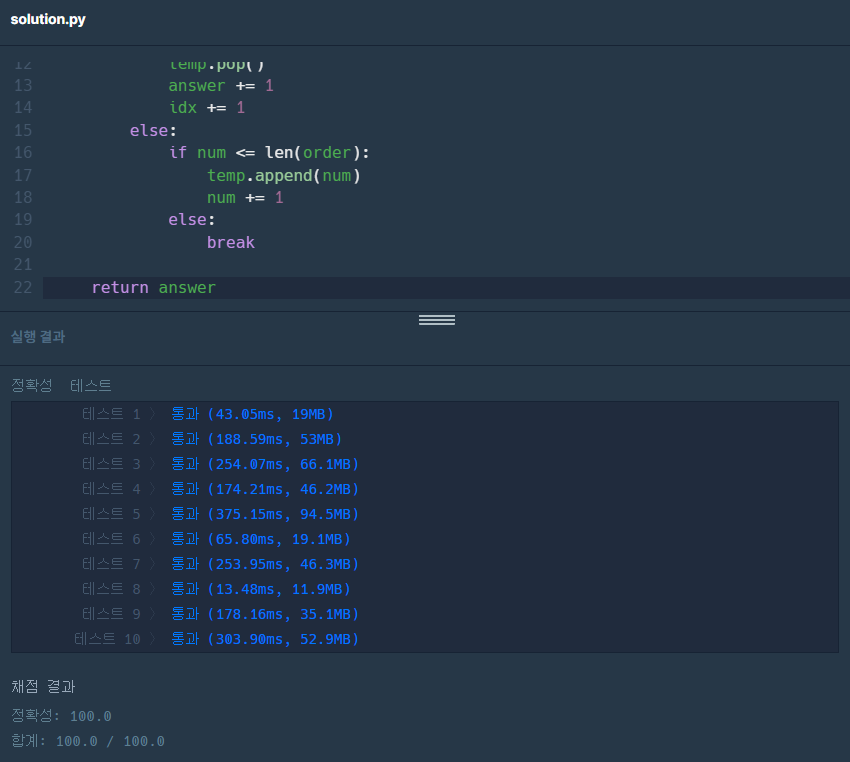 solution.py
12 temp.pop()
13 answer += 1
14 idx += 1
15 else:
16 if num <= len(order):
17 temp.append(num)
18 num += 1
19 else:
20 break
21
22 return answer
실행 결과
정확성 테스트
테스트 1 〉 통과 (43.05ms, 19MB)
테스트 2 〉 통과 (188.59ms, 53MB)
테스트 3 〉 통과 (254.07ms, 66.1MB)
테스트 4 〉 통과 (174.21ms, 46.2MB)
테스트 5 〉 통과 (375.15ms, 94.5MB)
테스트 6 〉 통과 (65.80ms, 19.1MB)
테스트 7 〉 통과 (253.95ms, 46.3MB)
테스트 8 〉 통과 (13.48ms, 11.9MB)
테스트 9 〉 통과 (178.16ms, 35.1MB)
테스트 10 〉 통과 (303.90ms, 52.9MB)
채점 결과
정확성: 100.0
합계: 100.0 / 100.0